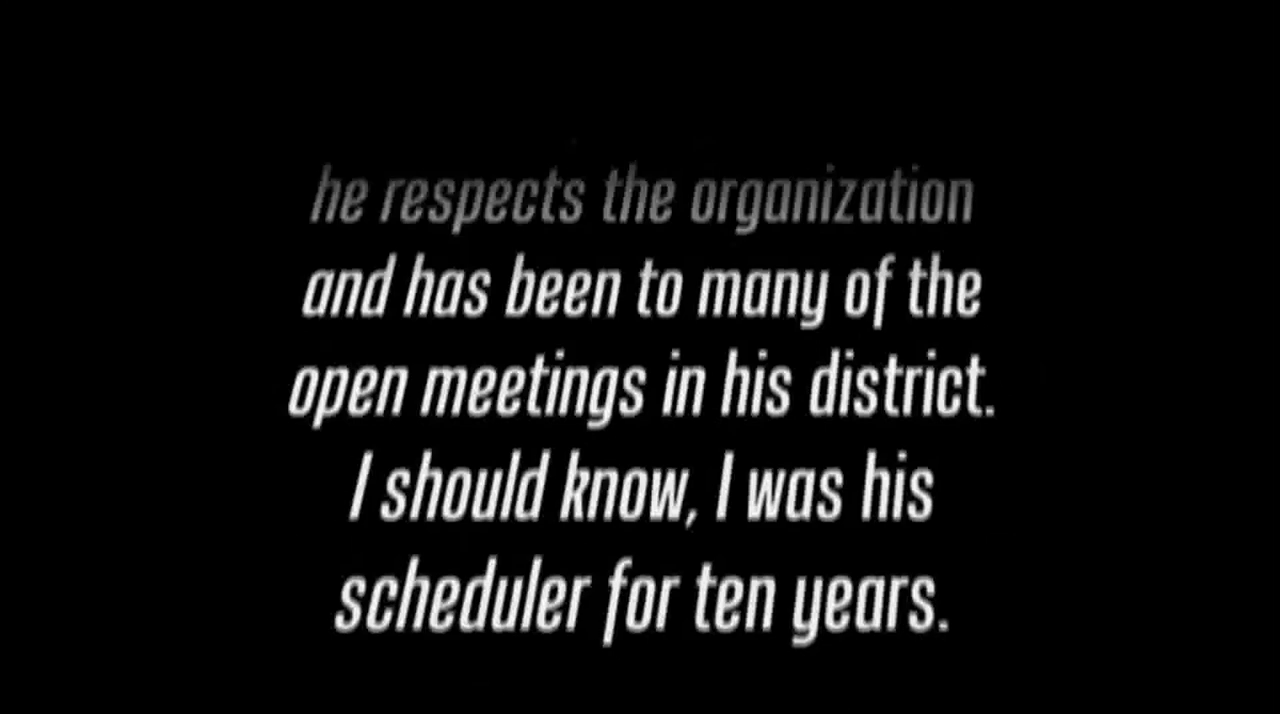 he respects the organization
and has been to many of the
open meetings in his district.
I should know, I was his
scheduler for ten years.